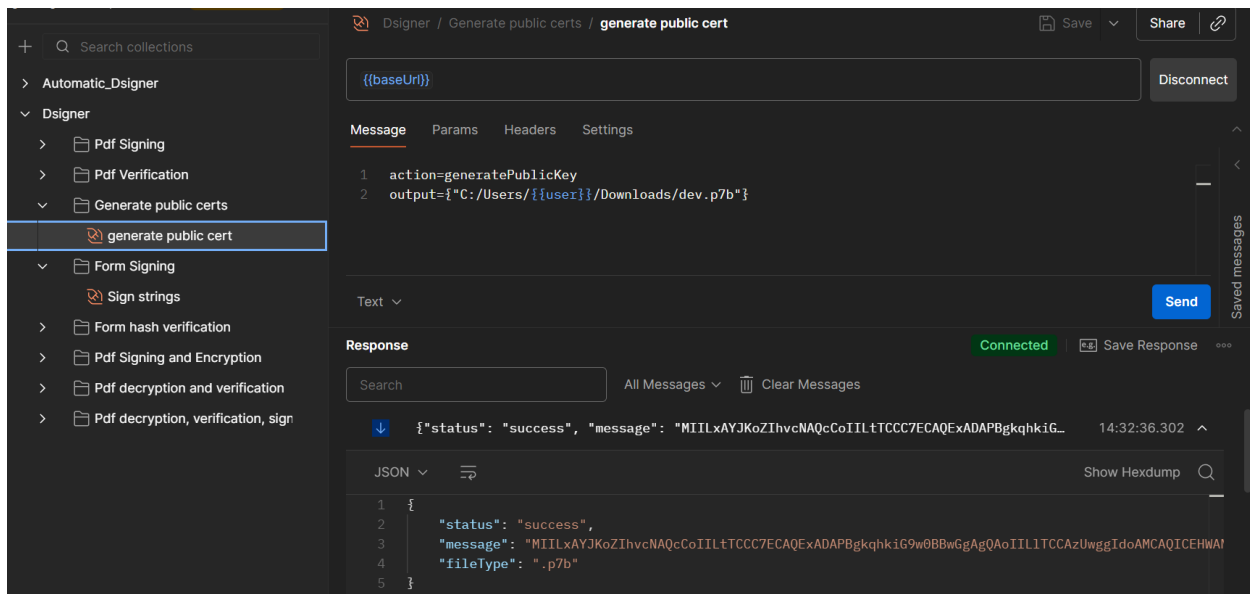 Dsigner / Generate public certs / generate public cert
Save
Share
Search collections
Automatic_Dsigner
Dsigner
Pdf Signing
Pdf Verification
Generate public certs
generate public cert
Form Signing
Sign strings
Form hash verification
Pdf Signing and Encryption
Pdf decryption and verification
Pdf decryption, verification, sign
{{baseUrl}}
Disconnect
Message Params Headers Settings
1 action=generatePublicKey
2 output={"C:/Users/{{user}}/Downloads/dev.p7b"}
Saved messages
Text
Send
Response
Connected
e.g. Save Response
Search
All Messages
Clear Messages
{"status": "success", "message": "MIILxAYJKoZIhvcNAQcCoIILtTCCC7ECAQExADAPBgkqhkiG…
14:32:36.302
JSON
Show Hexdump
1 {
2 "status": "success",
3 "message": "MIILxAYJKoZIhvcNAQcCoIILtTCCC7ECAQExADAPBgkqhkiG9w0BBwGgAgQAoIILlTCCAzUwggIdoAMCAQICEHWA
4 "fileType": ".p7b"
5 }